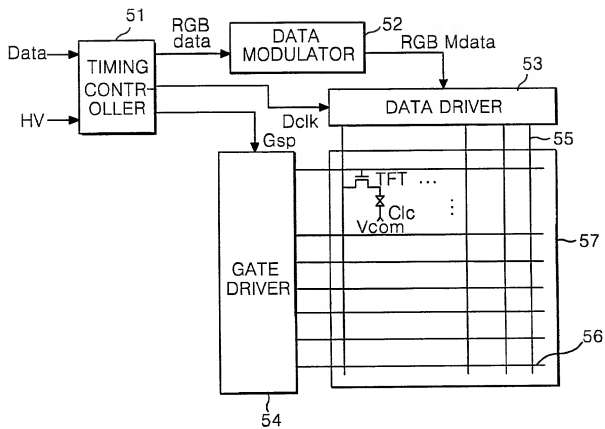 51
RGB
data
DATA
MODULATOR
52
RGB Mdata
Data
TIMING
CONTR-
OLLER
HV
Dclk
Gsp
53
DATA DRIVER
55
TFT ...
Clc
Vcom
57
GATE
DRIVER
56
54